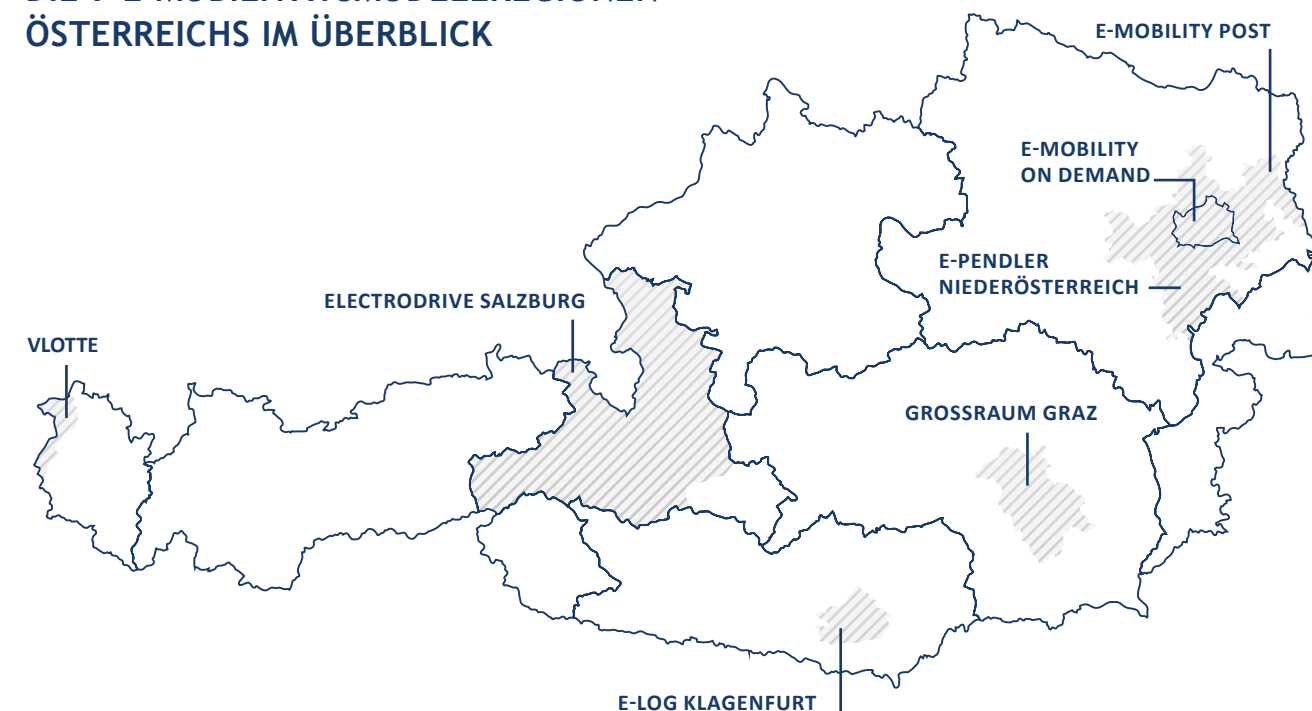 ÖSTERREICHS IM ÜBERBLICK
E-MOBILITY POST
E-MOBILITY
ON DEMAND
E-PENDLER
NIEDERÖSTERREICH
ELECTRODRIVE SALZBURG
VLOTTE
GROSSRAUM GRAZ
E-LOG KLAGENFURT